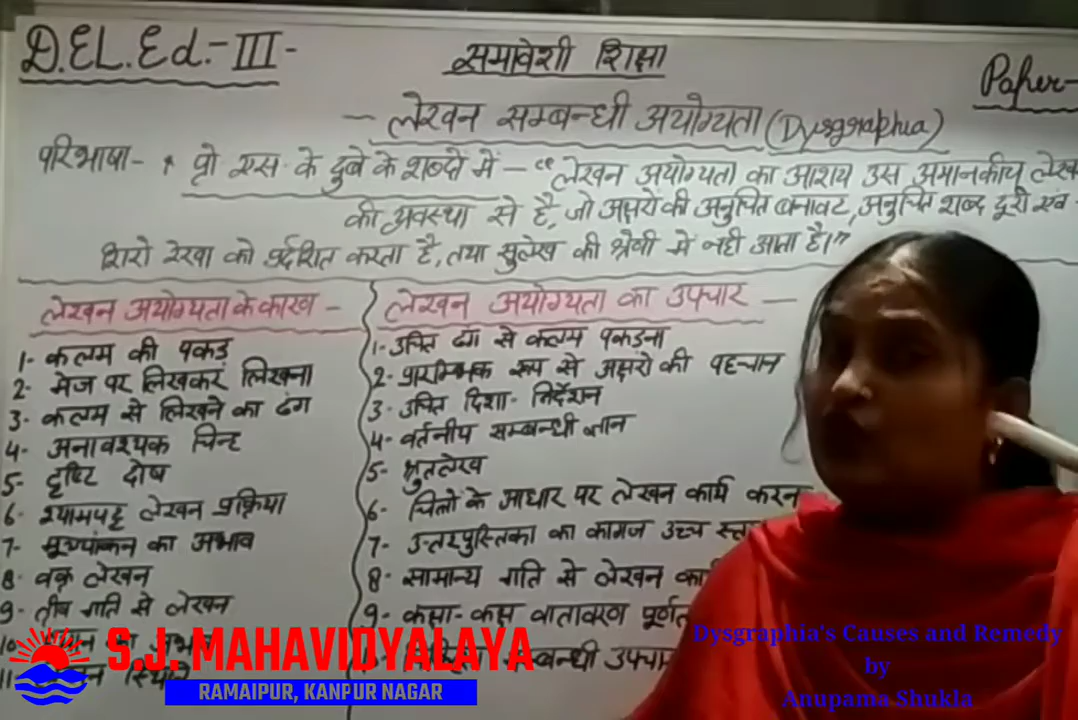 D.EL.Ed.-III-
समावेशी शिक्षा
Paper-
- लेखन सम्बन्धी अयोग्यता (Dysgraphia)
परिभाषा- प्रो एस. के दुबे के शब्दों में - "लेखन अयोग्यता का आशय उस अमानकीय
की अवस्था से है, जो अक्षरों की अनुचित बनावट, अनुचित शब्द दूरी एवं
शिरो रेखा को र्प्रदशित करता है, तथा सुलेख की श्रेणी में नही आता है।"
लेखन अयोग्यता के कारण -
1- कलम की पकड़
2- मेज पर लिखकर लिखना
3- कलम से लिखने का ढंग
4- अनावश्यक चिन्ह
5- दृष्टि दोष
6- श्यामपट्ट लेखन प्रक्रिया
7- मूल्यांकन का अभाव
8- वक्र लेखन
9- तीव्र गति से लेखन
लेखन अयोग्यता का उपचार -
1- उचित ढंग से कलम पकड़ना
2- प्रारम्भिक रूप से अक्षरों की पहचान
3- उचित दिशा-निर्देशन
4- वर्तनीय सम्बन्धी ज्ञान
5- श्रुतलेख
6- चित्रों के आधार पर लेखन कार्य करन
7- उत्तरपुस्तिका का कागज उच्च
8- सामान्य गति से लेखन
9- कक्षा-कक्ष वातावरण
उपचार
S.J. MAHAVIDYALAYA
RAMAIPUR, KANPUR NAGAR
Dysgraphia's Causes and Remedy
by
Anupama Shukla